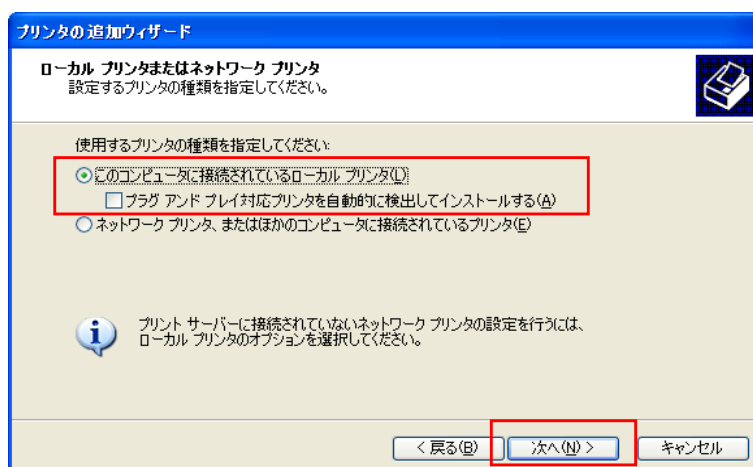 プリンタの追加ウィザード
ローカル プリンタまたはネットワーク プリンタ
設定するプリンタの種類を指定してください。
使用するプリンタの種類を指定してください:
このコンピュータに接続されているローカル プリンタ(L)
プラグ アンド プレイ対応プリンタを自動的に検出してインストールする(A)
ネットワーク プリンタ、またはほかのコンピュータに接続されているプリンタ(E)
プリント サーバーに接続されていないネットワーク プリンタの設定を行うには、
ローカル プリンタのオプションを選択してください。
< 戻る(B) 次へ(N) > キャンセル